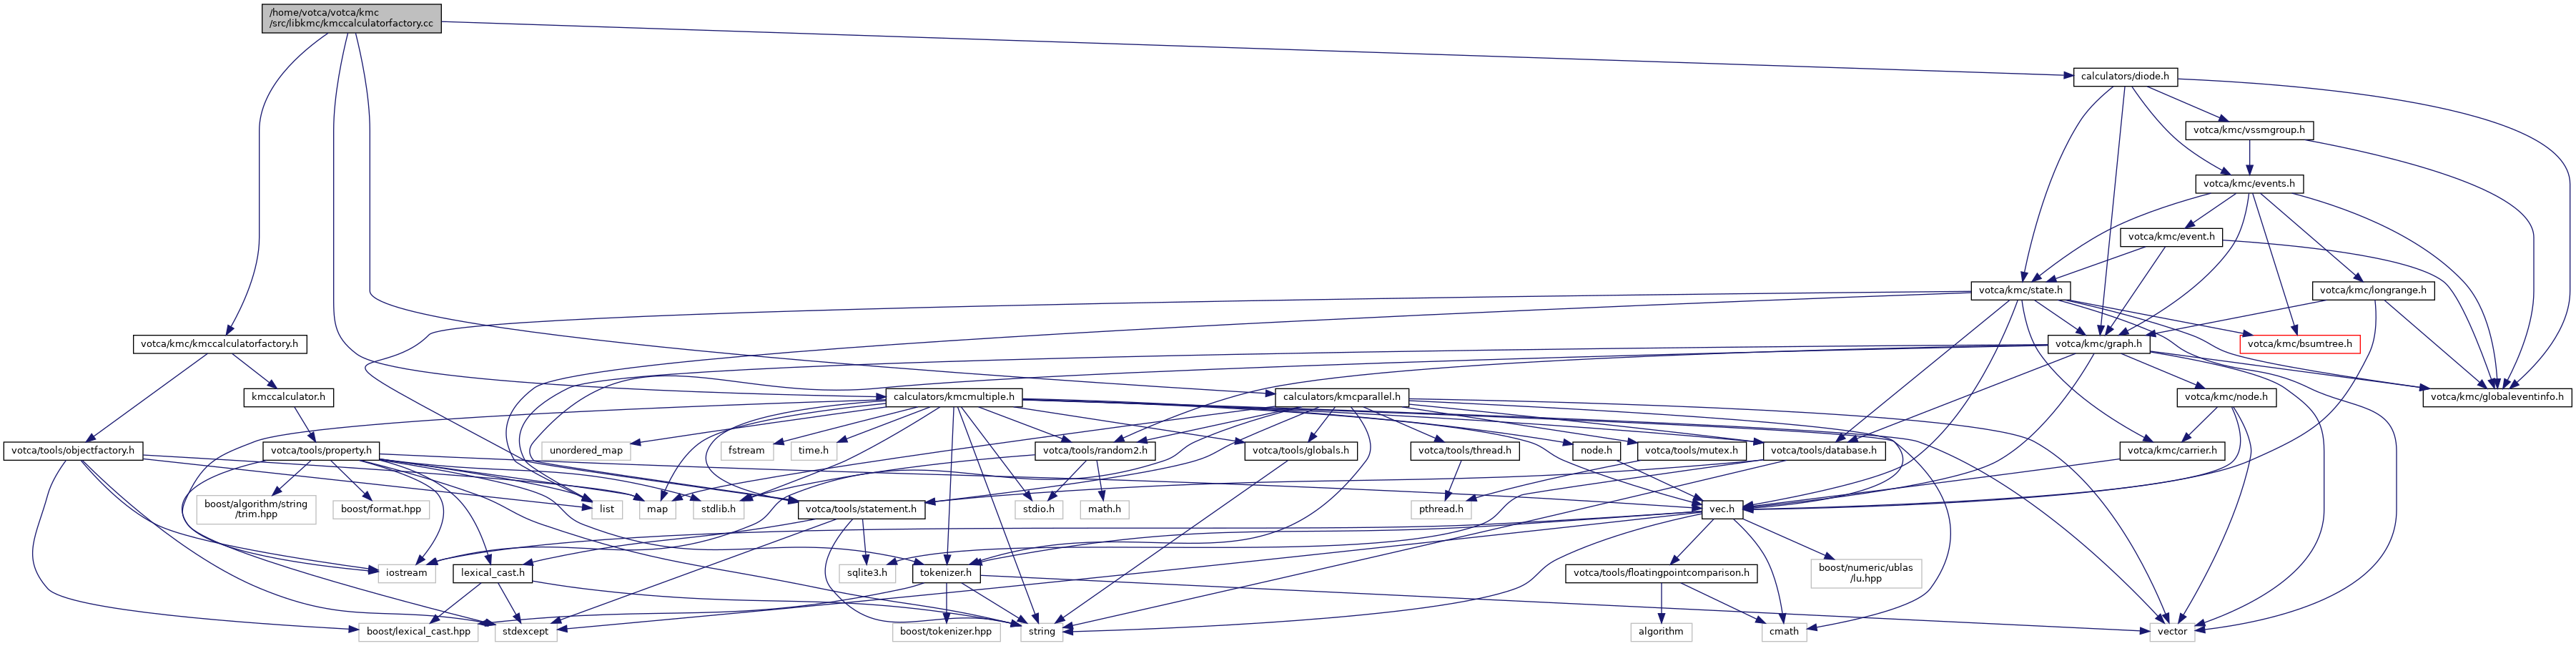 /home/votca/votca/kmc
/src/libkmc/kmccalculatorfactory.cc
calculators/diode.h
votca/kmc/vssmgroup.h
votca/kmc/events.h
votca/kmc/event.h
votca/kmc/state.h
votca/kmc/longrange.h
votca/kmc/kmccalculatorfactory.h
votca/kmc/graph.h
votca/kmc/bsumtree.h
kmccalculator.h
calculators/kmcmultiple.h
calculators/kmcparallel.h
votca/kmc/node.h
votca/kmc/globaleventinfo.h
votca/tools/objectfactory.h
votca/tools/property.h
unordered_map
fstream
time.h
votca/tools/random2.h
votca/tools/globals.h
votca/tools/thread.h
node.h
votca/tools/mutex.h
votca/tools/database.h
votca/kmc/carrier.h
boost/algorithm/string
/trim.hpp
boost/format.hpp
list
map
stdlib.h
votca/tools/statement.h
stdio.h
math.h
pthread.h
vec.h
iostream
lexical_cast.h
sqlite3.h
tokenizer.h
votca/tools/floatingpointcomparison.h
boost/numeric/ublas
/lu.hpp
boost/lexical_cast.hpp
stdexcept
boost/tokenizer.hpp
string
algorithm
cmath
vector